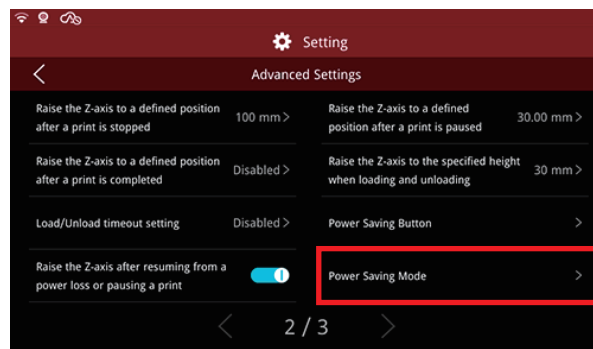 Setting
Advanced Settings
Raise the Z-axis to a defined position
after a print is stopped
100 mm >
Raise the Z-axis to a defined
position after a print is paused
30.00 mm >
Raise the Z-axis to a defined position
after a print is completed
Disabled >
Raise the Z-axis to the specified height
when loading and unloading
30 mm >
Load/Unload timeout setting
Disabled >
Power Saving Button
>
Raise the Z-axis after resuming from a
power loss or pausing a print
Power Saving Mode
>
2 / 3